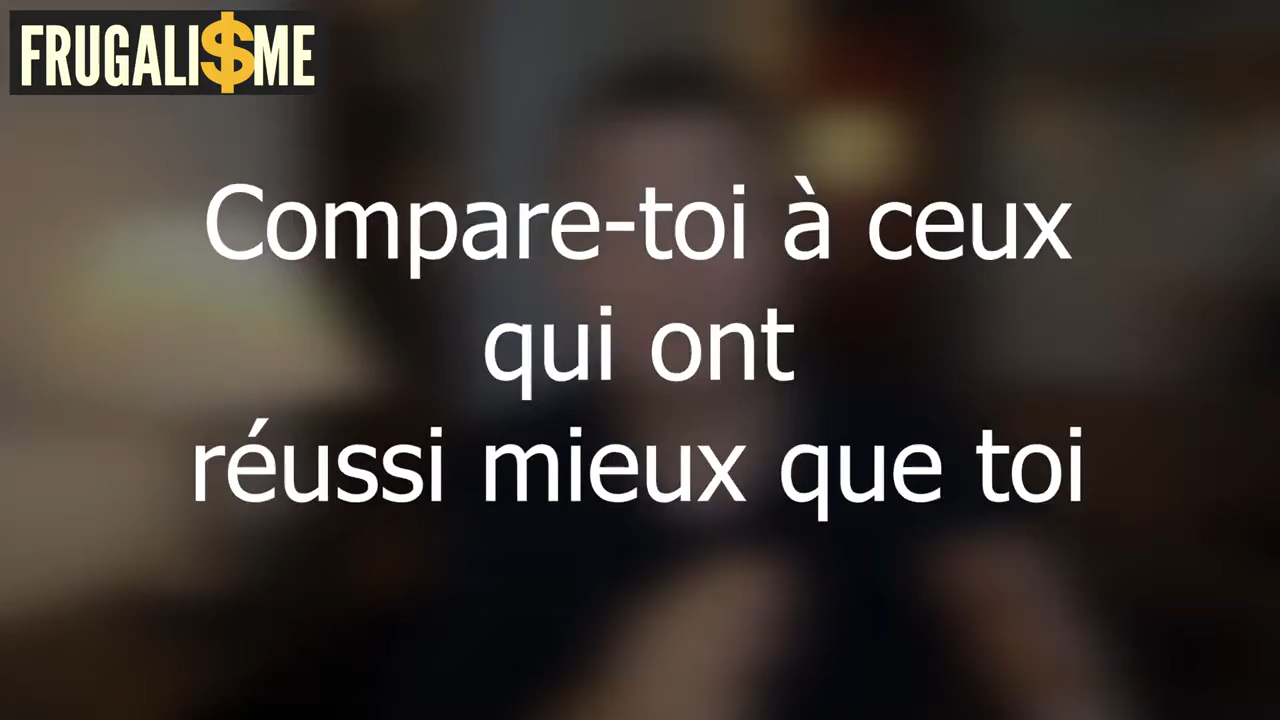 FRUGALI$ME
Compare-toi à ceux
qui ont
réussi mieux que toi